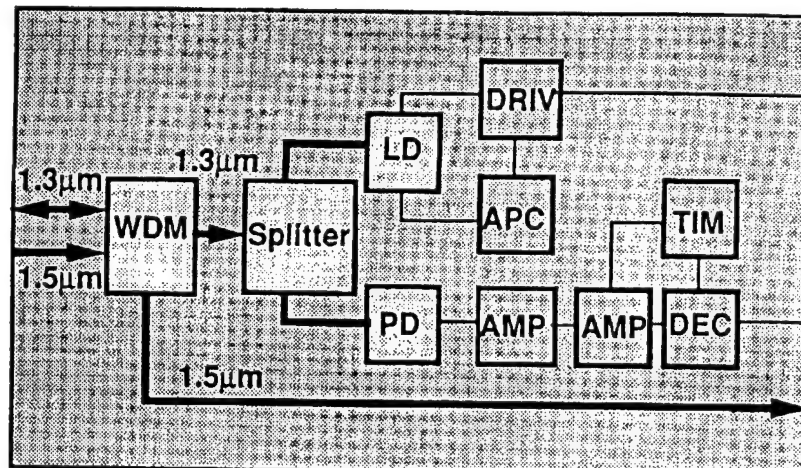 DRIV
1.3μm
LD
1.3μm
WDM
Splitter
APC
TIM
1.5μm
PD
AMP
AMP
DEC
1.5μm